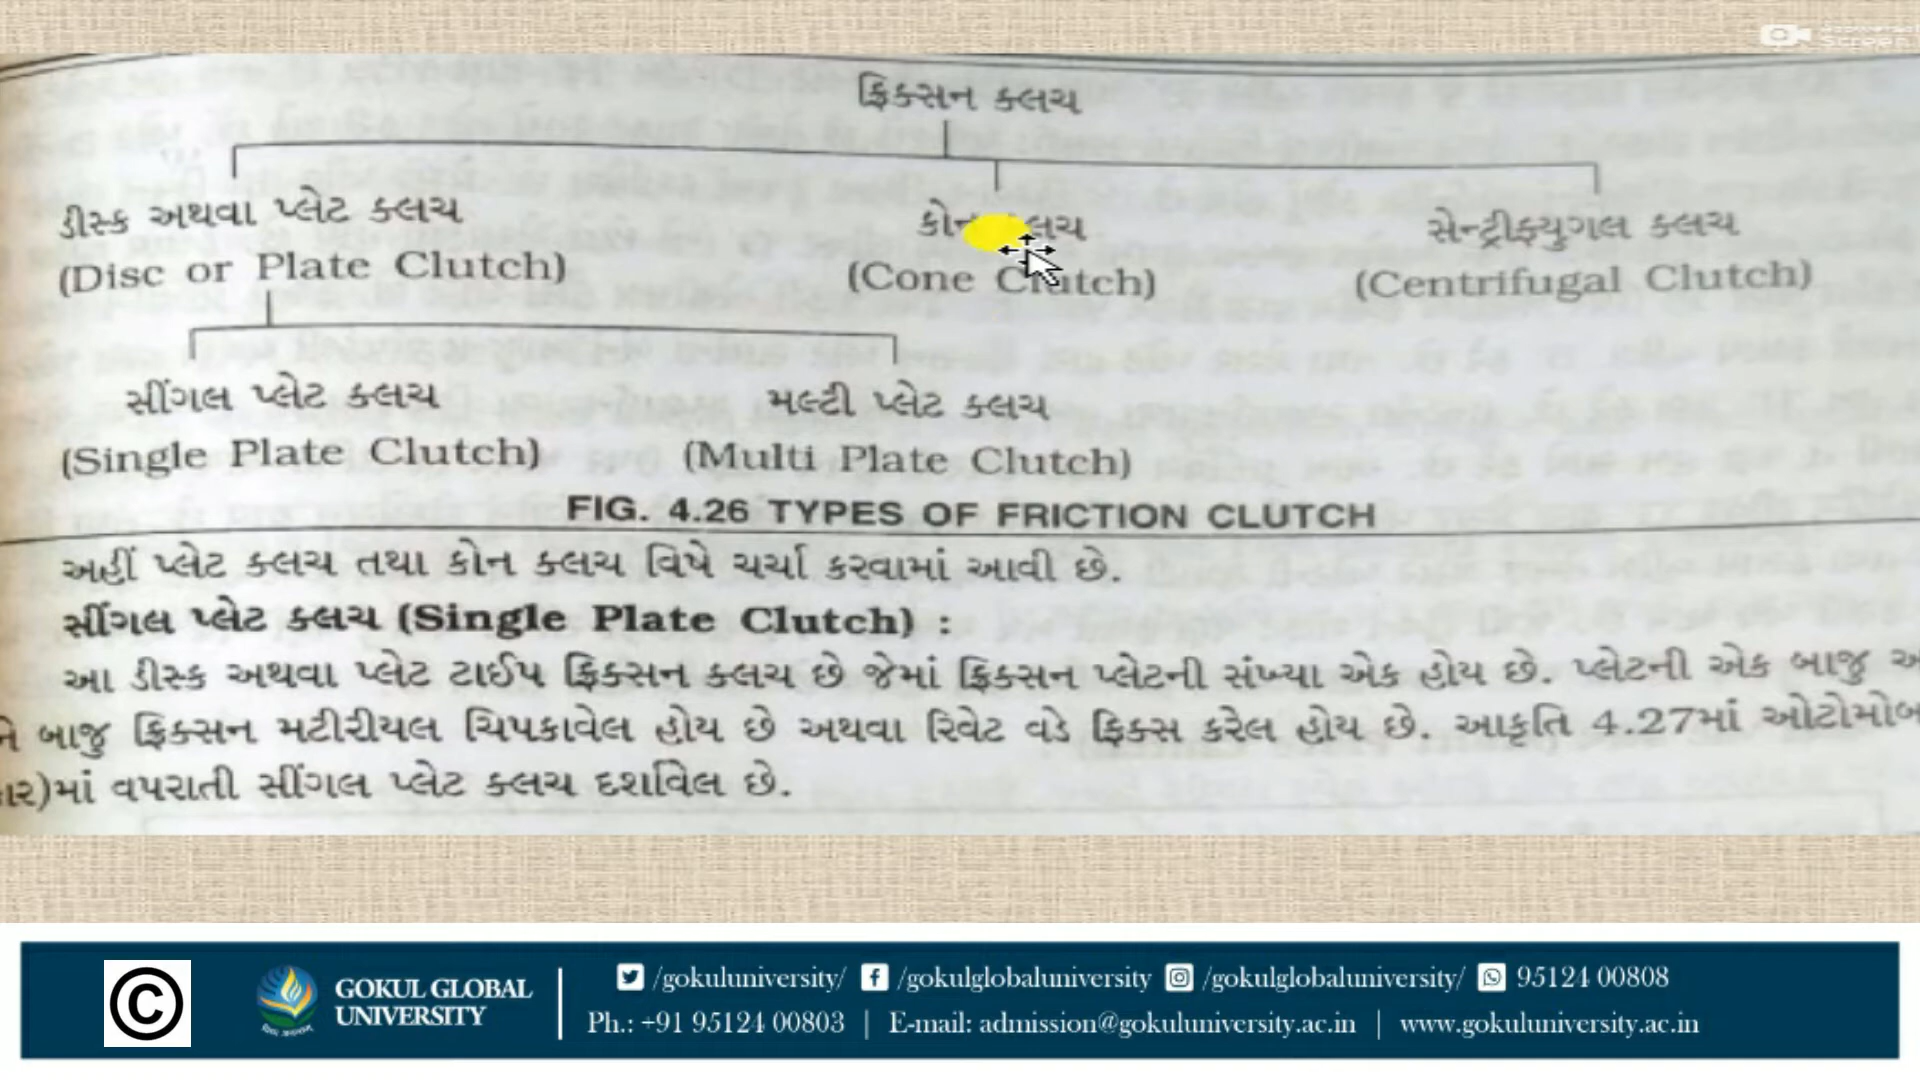 ફ્રિક્સન ક્લચ
ડીસ્ક અથવા પ્લેટ ક્લચ
(Disc or Plate Clutch)
કોન
(Cone Clutch)
સેન્ટ્રીફ્યુગલ ક્લચ
(Centrifugal Clutch)
સીંગલ પ્લેટ ક્લચ
(Single Plate Clutch)
મલ્ટી પ્લેટ ક્લચ
(Multi Plate Clutch)
FIG. 4.26 TYPES OF FRICTION CLUTCH
અહીં પ્લેટ ક્લચ તથા કોન ક્લચ વિષે ચર્ચા કરવામાં આવી છે.
સીંગલ પ્લેટ ક્લચ (Single Plate Clutch) :
આ ડીસ્ક અથવા પ્લેટ ટાઈપ ફ્રિક્સન ક્લચ છે જેમાં ફ્રિક્સન પ્લેટની સંખ્યા એક હોય છે. પ્લેટની એક બાજુ
બાજુ ફ્રિક્સન મટીરીયલ ચિપકાવેલ હોય છે અથવા રિવેટ વડે ફ્રિક્સ કરેલ હોય છે. આકૃતિ 4.27માં
વપરાતી સીંગલ પ્લેટ ક્લચ દર્શાવેલ છે.
GOKUL GLOBAL
UNIVERSITY
/gokuluniversity/ /gokulglobaluniversity /gokulglobaluniversity/ 95124 00808
Ph.: +91 95124 00803 | E-mail: admission@gokuluniversity.ac.in | www.gokuluniversity.ac.in